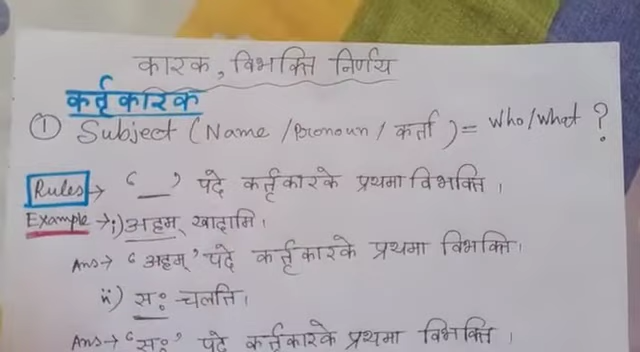 कारक, विभक्ति निर्णय
कर्तृकारक
① Subject (Name /Pronoun / कर्ता ) = Who/What ?
Rules → ‘ __ ’ पदे कर्तृकारके प्रथमा विभक्ति ।
Example → i) अहम् खादामि ।
Ans → ‘ अहम् ’ पदे कर्तृकारके प्रथमा विभक्ति ।
ii) सः चलति ।
Ans → ‘ सः ’ पदे कर्तृकारके प्रथमा विभक्ति ।